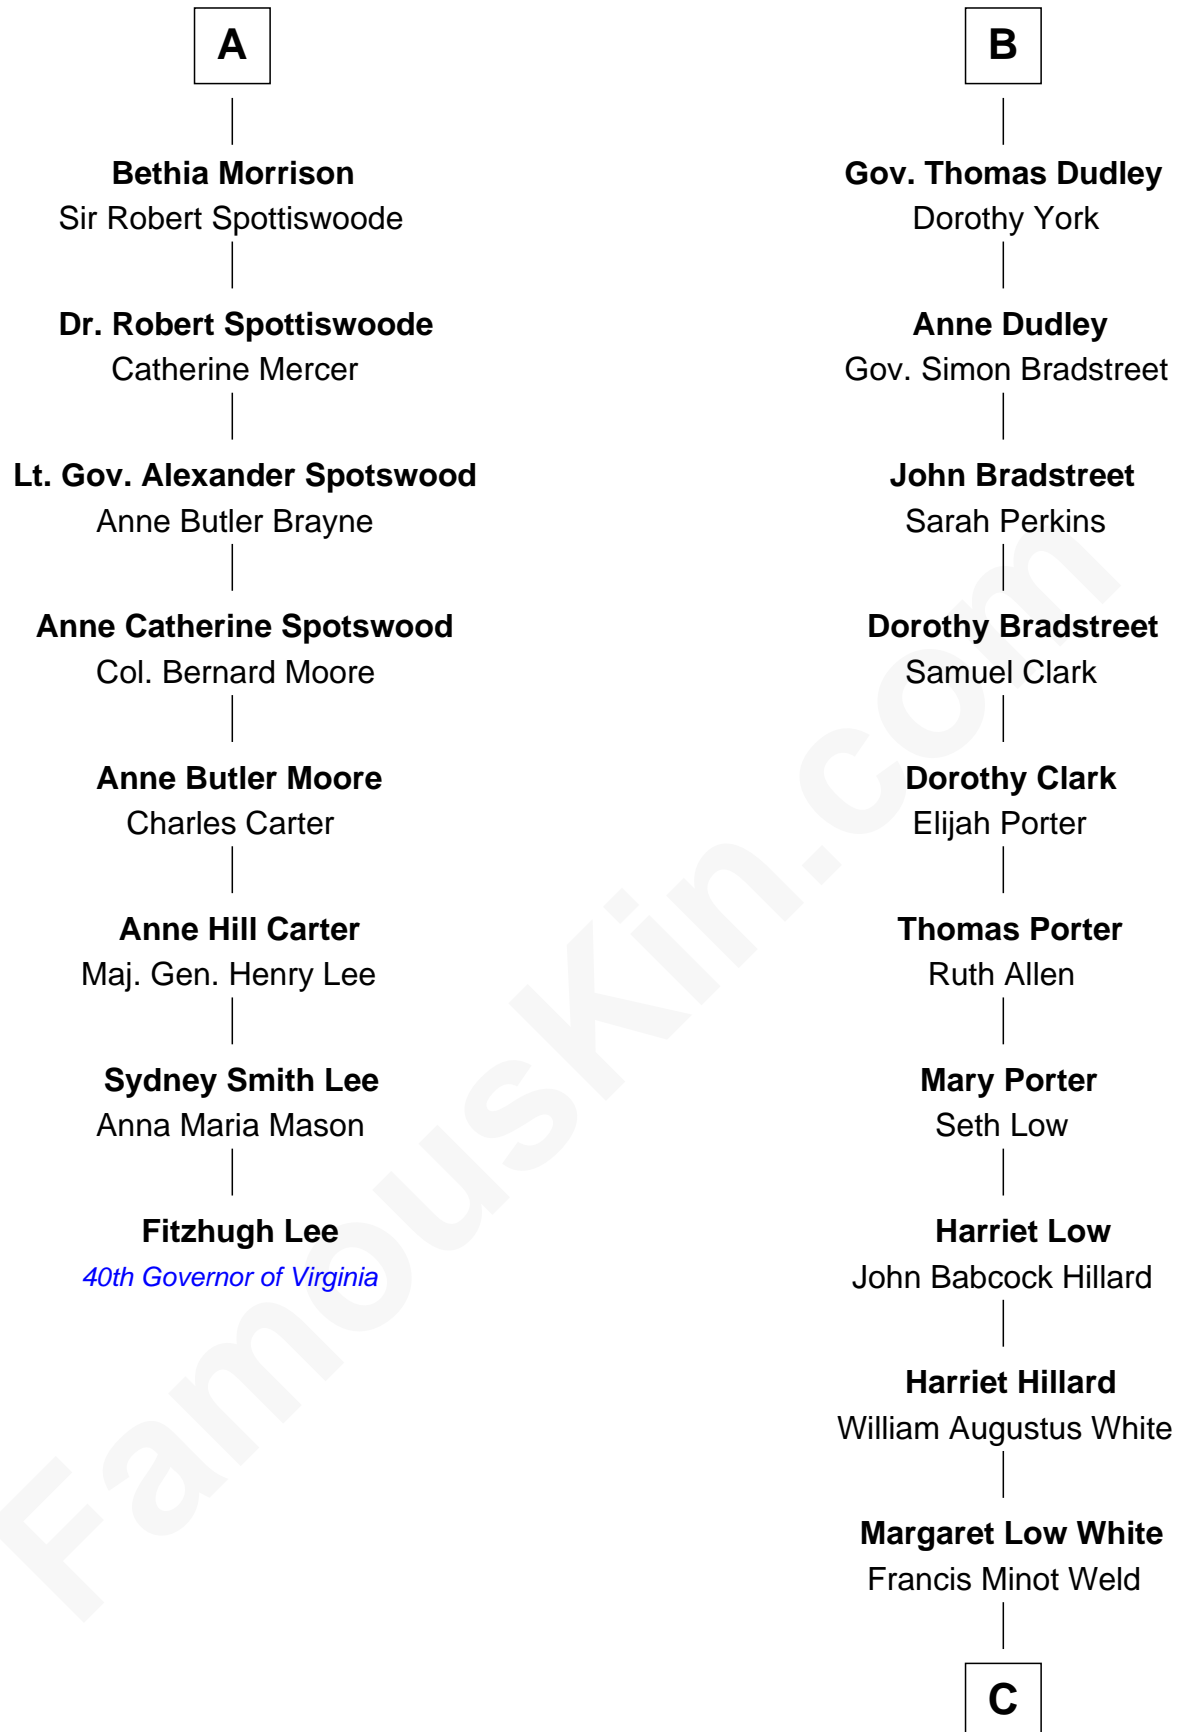 A
Bethia Morrison
Sir Robert Spottiswoode
Dr. Robert Spottiswoode
Catherine Mercer
Lt. Gov. Alexander Spotswood
Anne Butler Brayne
Anne Catherine Spotswood
Col. Bernard Moore
Anne Butler Moore
Charles Carter
Anne Hill Carter
Maj. Gen. Henry Lee
Sydney Smith Lee
Anna Maria Mason
Fitzhugh Lee
40th Governor of Virginia
B
Gov. Thomas Dudley
Dorothy York
Anne Dudley
Gov. Simon Bradstreet
John Bradstreet
Sarah Perkins
Dorothy Bradstreet
Samuel Clark
Dorothy Clark
Elijah Porter
Thomas Porter
Ruth Allen
Mary Porter
Seth Low
Harriet Low
John Babcock Hillard
Harriet Hillard
William Augustus White
Margaret Low White
Francis Minot Weld
C
FamousKin.com